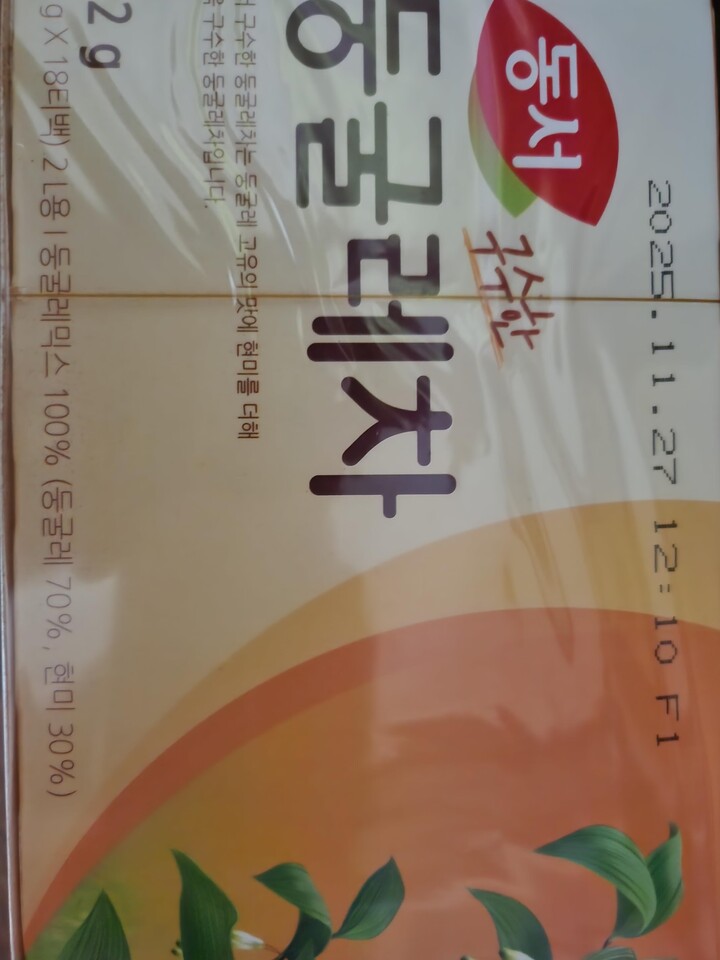 2025.11.27 12:10 F1
동서
구수한
둥굴레차
구수한 둥굴레차는 둥굴레 고유의 맛에 현미를 더해
구수한 둥굴레차입니다.
2 g
g X 18티백) 2 L용 | 둥굴레믹스 100% (둥굴레 70%, 현미 30%)